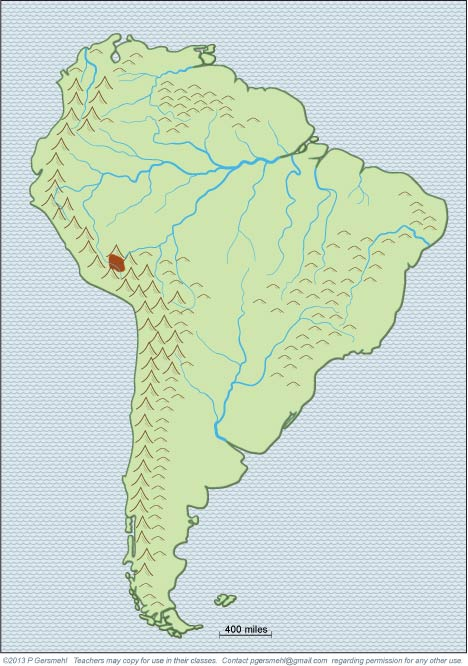 400 miles
©2013 P Gersmehl Teachers may copy for use in their classes. Contact pgersmehl@gmail.com regarding permission for any other use.